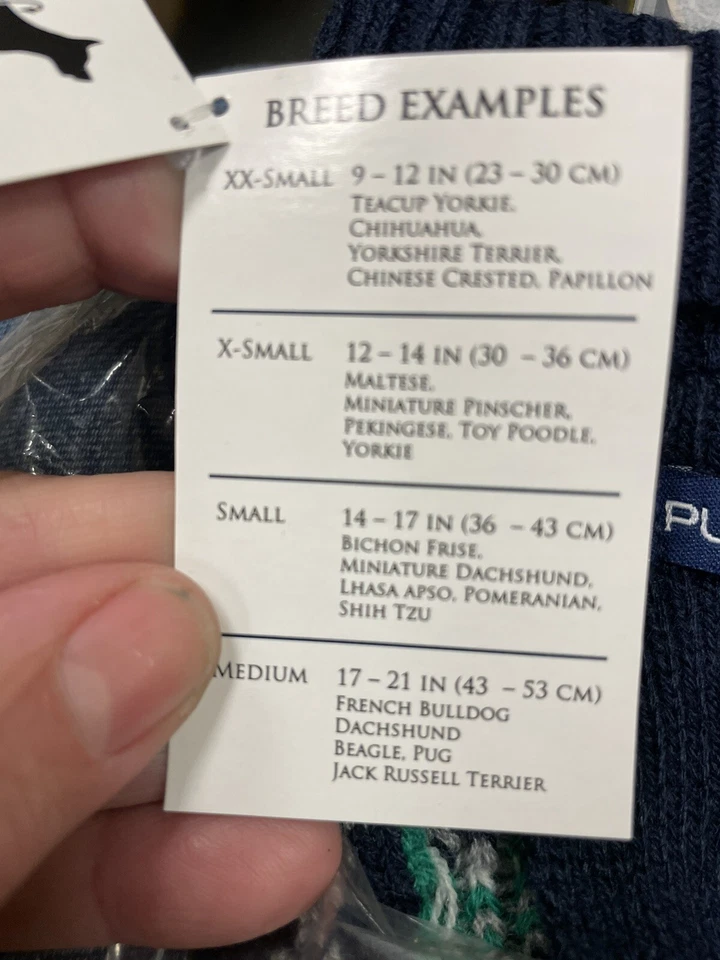 BREED EXAMPLES
XX-SMALL 9 – 12 IN (23 – 30 CM)
TEACUP YORKIE,
CHIHUAHUA,
YORKSHIRE TERRIER,
CHINESE CRESTED, PAPILLON
X-SMALL 12 – 14 IN (30 – 36 CM)
MALTESE,
MINIATURE PINSCHER,
PEKINGESE, TOY POODLE,
YORKIE
SMALL 14 – 17 IN (36 – 43 CM)
BICHON FRISE,
MINIATURE DACHSHUND,
LHASA APSO, POMERANIAN,
SHIH TZU
MEDIUM 17 – 21 IN (43 – 53 CM)
FRENCH BULLDOG
DACHSHUND
BEAGLE, PUG
JACK RUSSELL TERRIER
PU